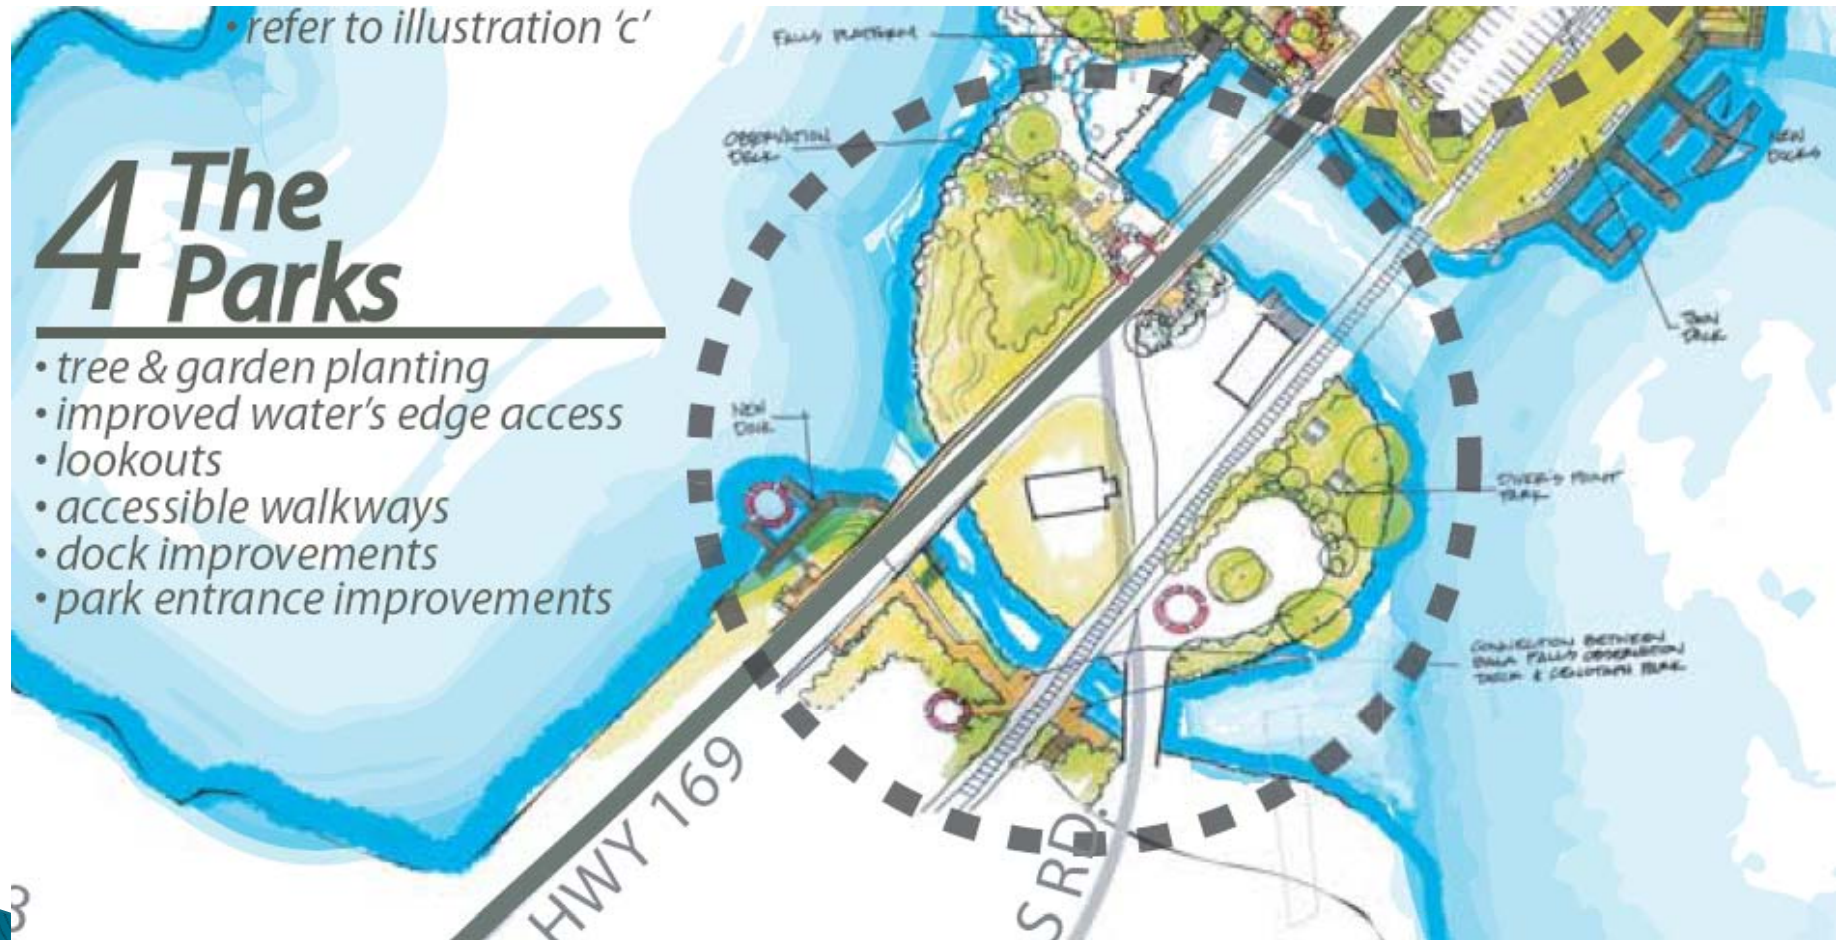 • refer to illustration ‘c’
4 The
Parks
• tree & garden planting
• improved water’s edge access
• lookouts
• accessible walkways
• dock improvements
• park entrance improvements
FALLS PLATFORM
OBSERVATION
DECK
NEW
DOCKS
TOWN
DOCK
NEW
DOCK
DIVER'S POINT
PARK
CONNECTION BETWEEN
BALA FALLS OBSERVATION
DECK & CENOTAPH PARK
HWY 169
S RD.